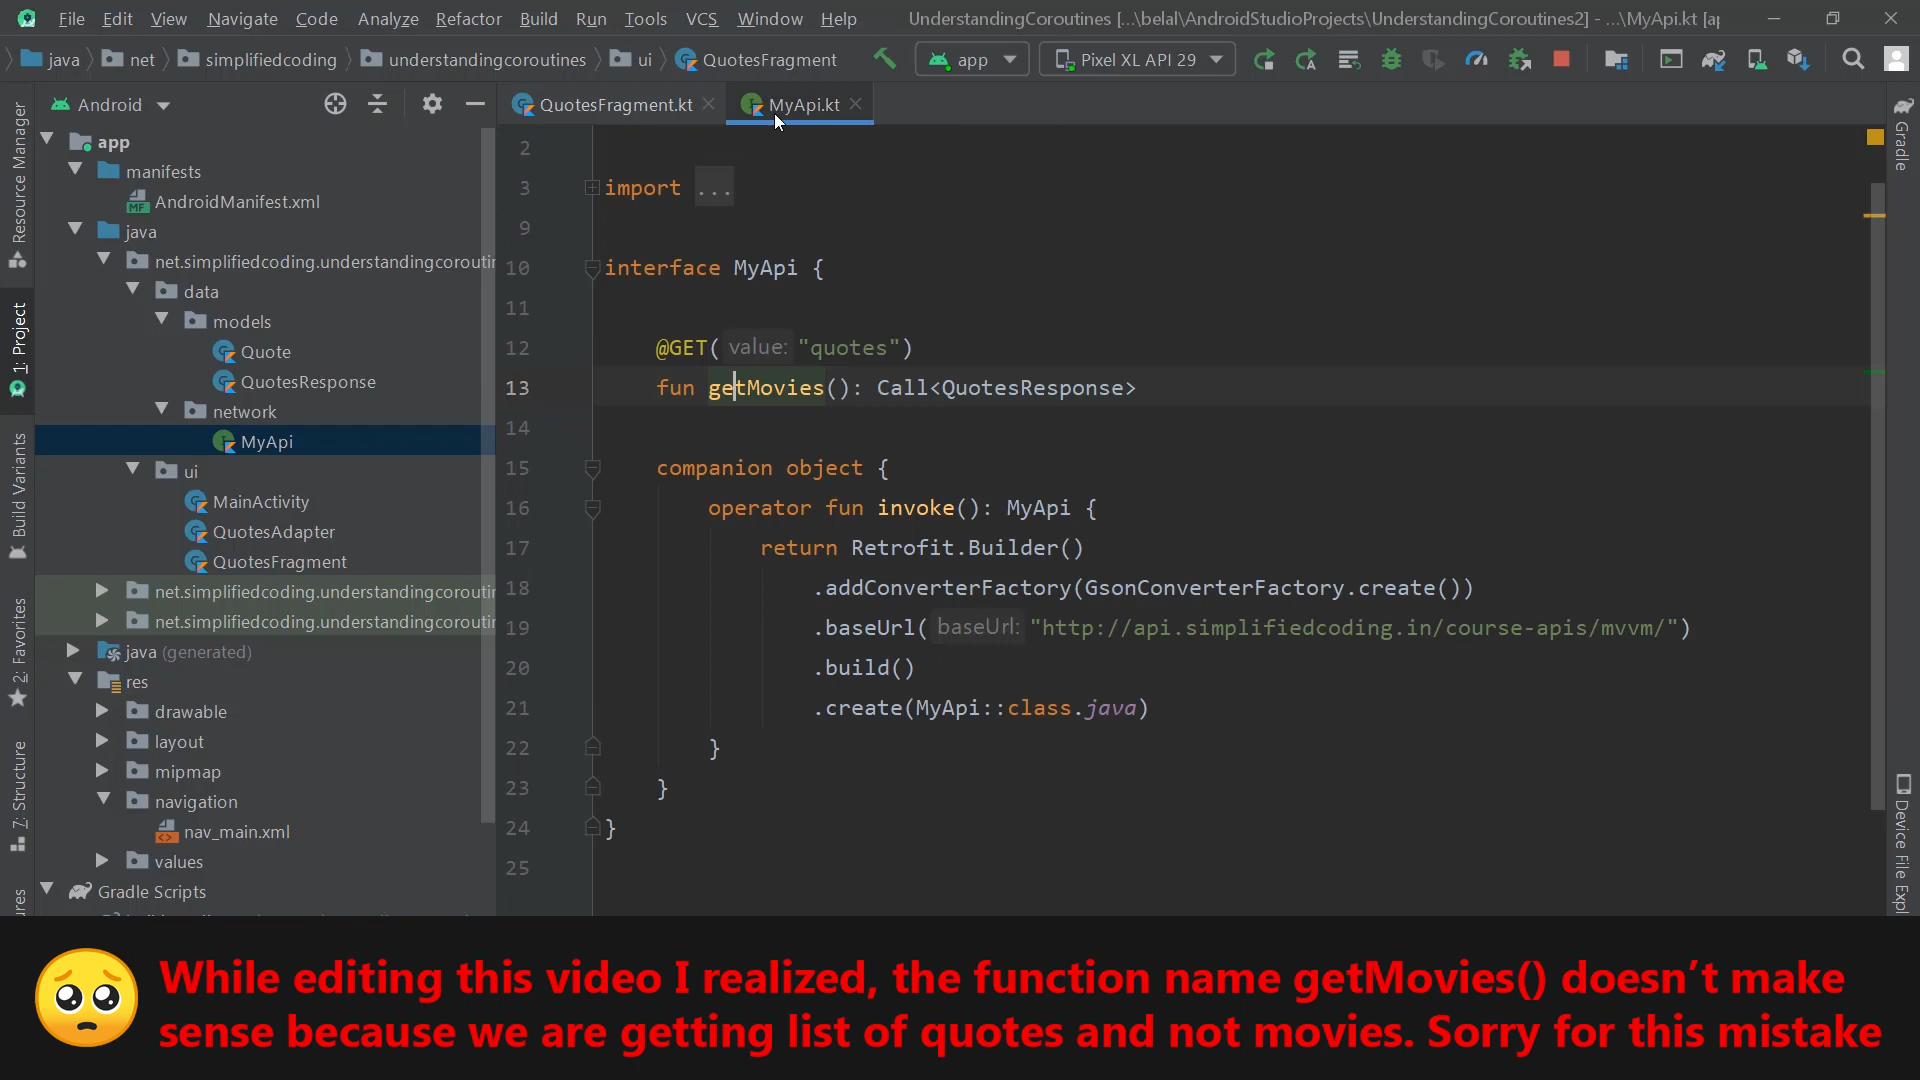 File Edit View Navigate Code Analyze Refactor Build Run Tools VCS Window Help UnderstandingCoroutines [...\belal\AndroidStudioProjects\UnderstandingCoroutines2] - ...\MyApi.kt [ap
java net simplifiedcoding understandingcoroutines ui QuotesFragment app Pixel XL API 29
Android
QuotesFragment.kt MyApi.kt
Resource Manager
1: Project
Build Variants
2: Favorites
7: Structure
ures
app
manifests
AndroidManifest.xml
java
net.simplifiedcoding.understandingcoroutin
data
models
Quote
QuotesResponse
network
MyApi
ui
MainActivity
QuotesAdapter
QuotesFragment
net.simplifiedcoding.understandingcoroutin
net.simplifiedcoding.understandingcoroutin
java (generated)
res
drawable
layout
mipmap
navigation
nav_main.xml
values
Gradle Scripts
2
3 import ...
9
10 interface MyApi {
11
12 @GET( value: "quotes")
13 fun getMovies(): Call<QuotesResponse>
14
15 companion object {
16 operator fun invoke(): MyApi {
17 return Retrofit.Builder()
18 .addConverterFactory(GsonConverterFactory.create())
19 .baseUrl( baseUrl: "http://api.simplifiedcoding.in/course-apis/mvvm/")
20 .build()
21 .create(MyApi::class.java)
22 }
23 }
24 }
25
Gradle
Device File Expl
While editing this video I realized, the function name getMovies() doesn't make
sense because we are getting list of quotes and not movies. Sorry for this mistake